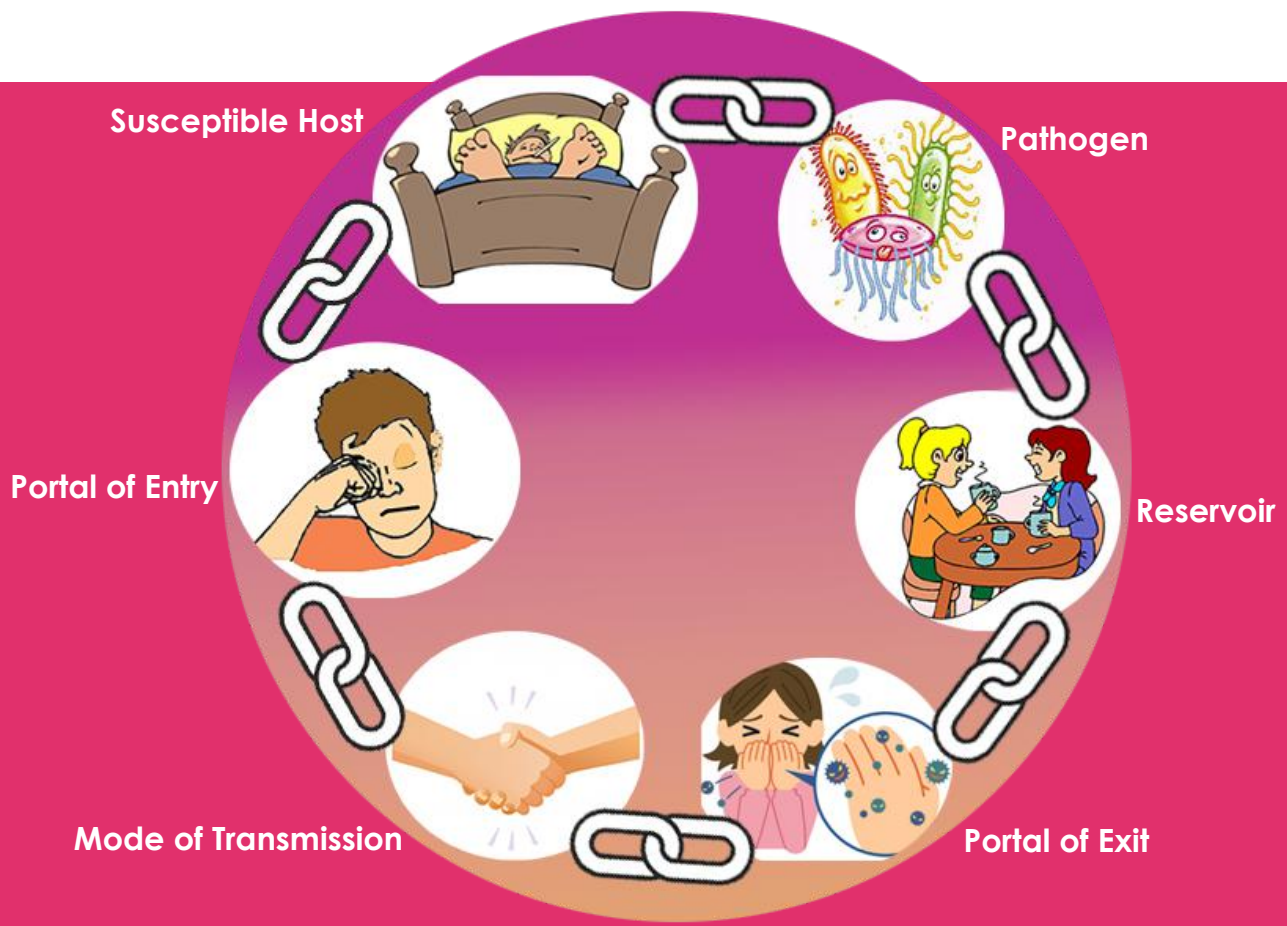 Susceptible Host
Pathogen
Portal of Entry
Reservoir
Mode of Transmission
Portal of Exit